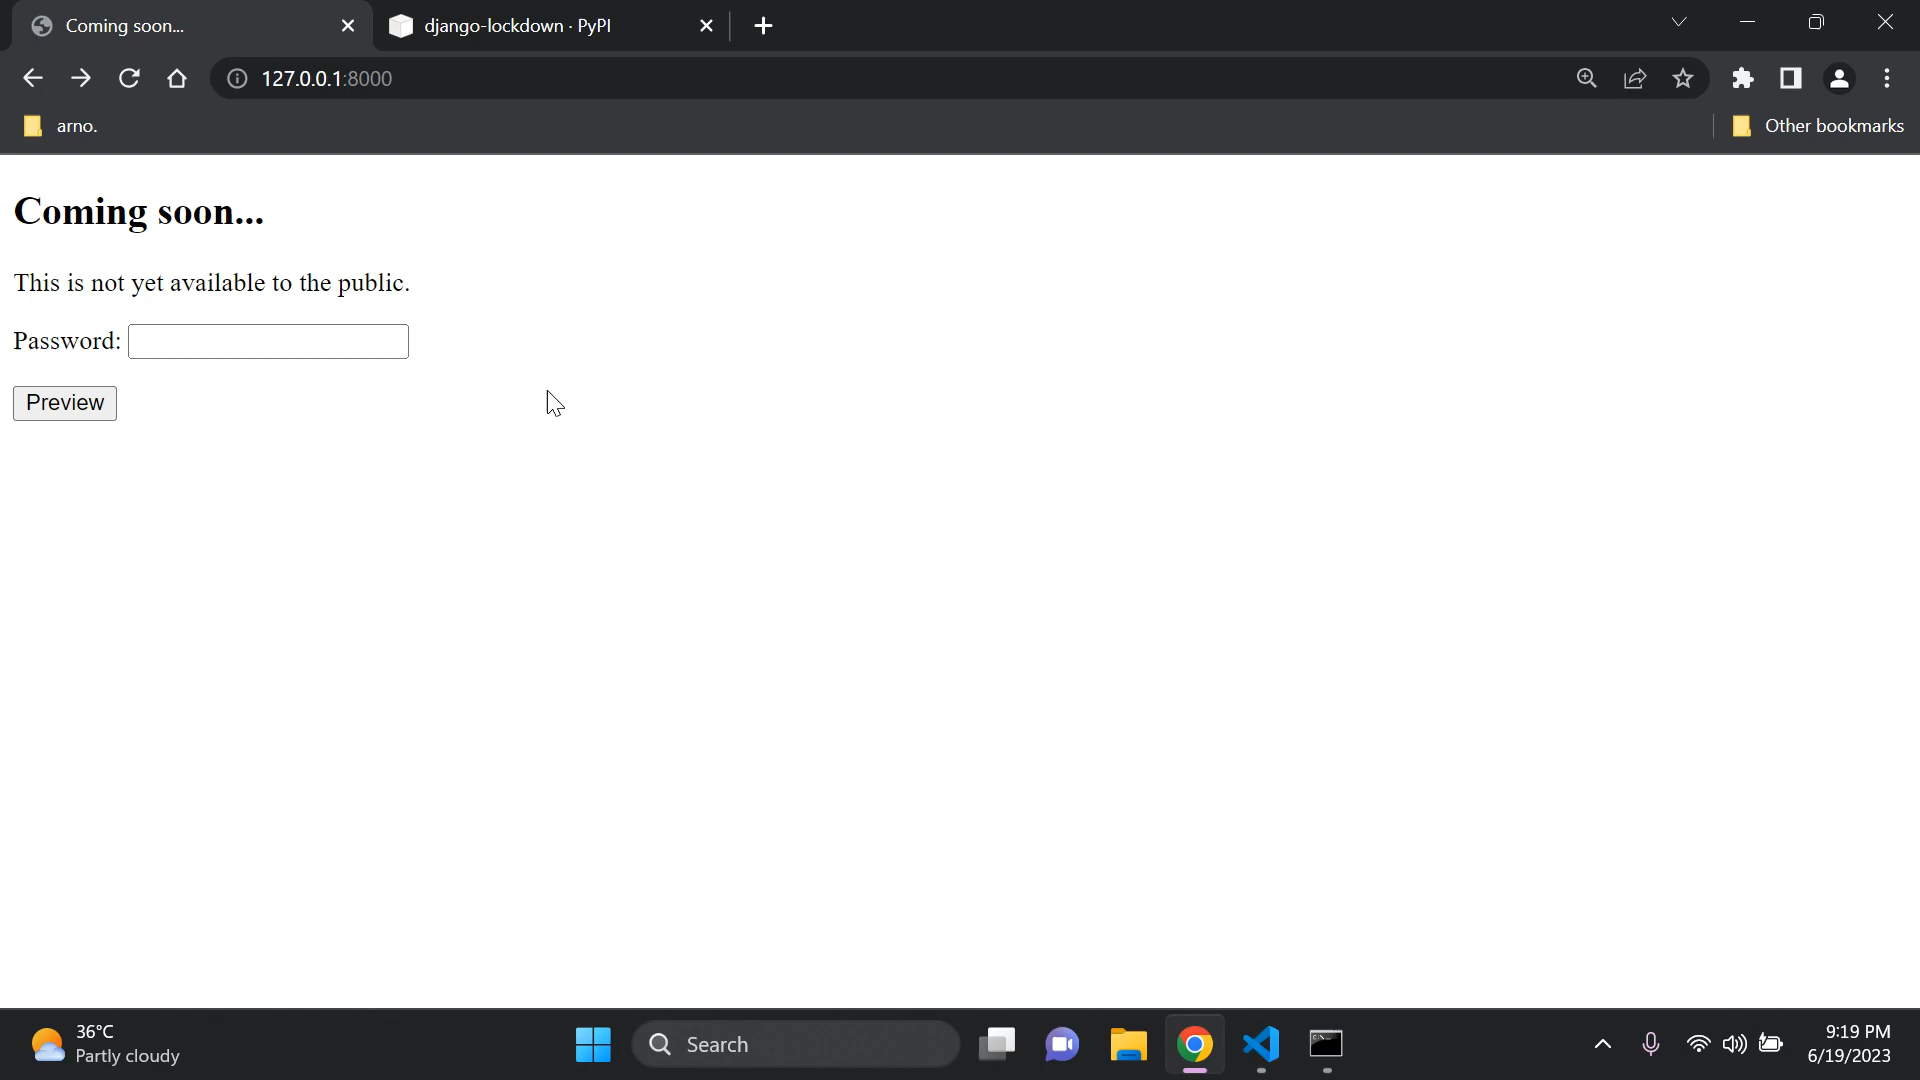 Coming soon...
django-lockdown · PyPI
127.0.0.1:8000
arno.
Other bookmarks
Coming soon...
This is not yet available to the public.
Password:
Preview
36°C
Partly cloudy
Search
9:19 PM
6/19/2023